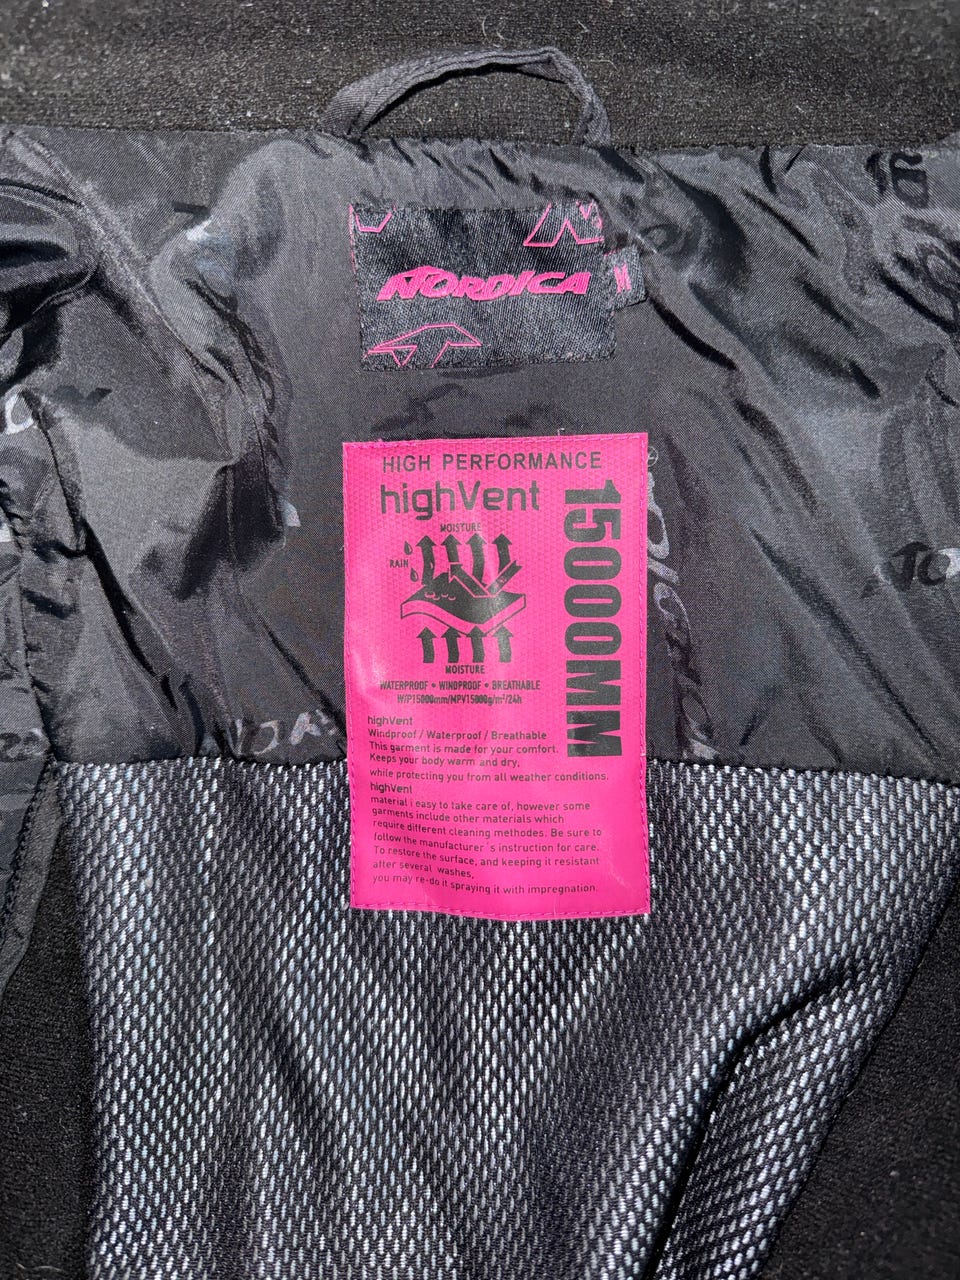 NORDICA
M
HIGH PERFORMANCE
highVent
15000MM
MOISTURE
RAIN
MOISTURE
WATERPROOF • WINDPROOF • BREATHABLE
W/P15000mm/MPV15000g/m²/24h
highVent
Windproof / Waterproof / Breathable
This garment is made for your comfort.
Keeps your body warm and dry,
while protecting you from all weather conditions.
highVent
material i easy to take care of, however some
garments include other materials which
require different cleaning methodes. Be sure to
follow the manufacturer's instruction for care.
To restore the surface, and keeping it resistant
after several washes,
you may re-do it spraying it with impregnation.